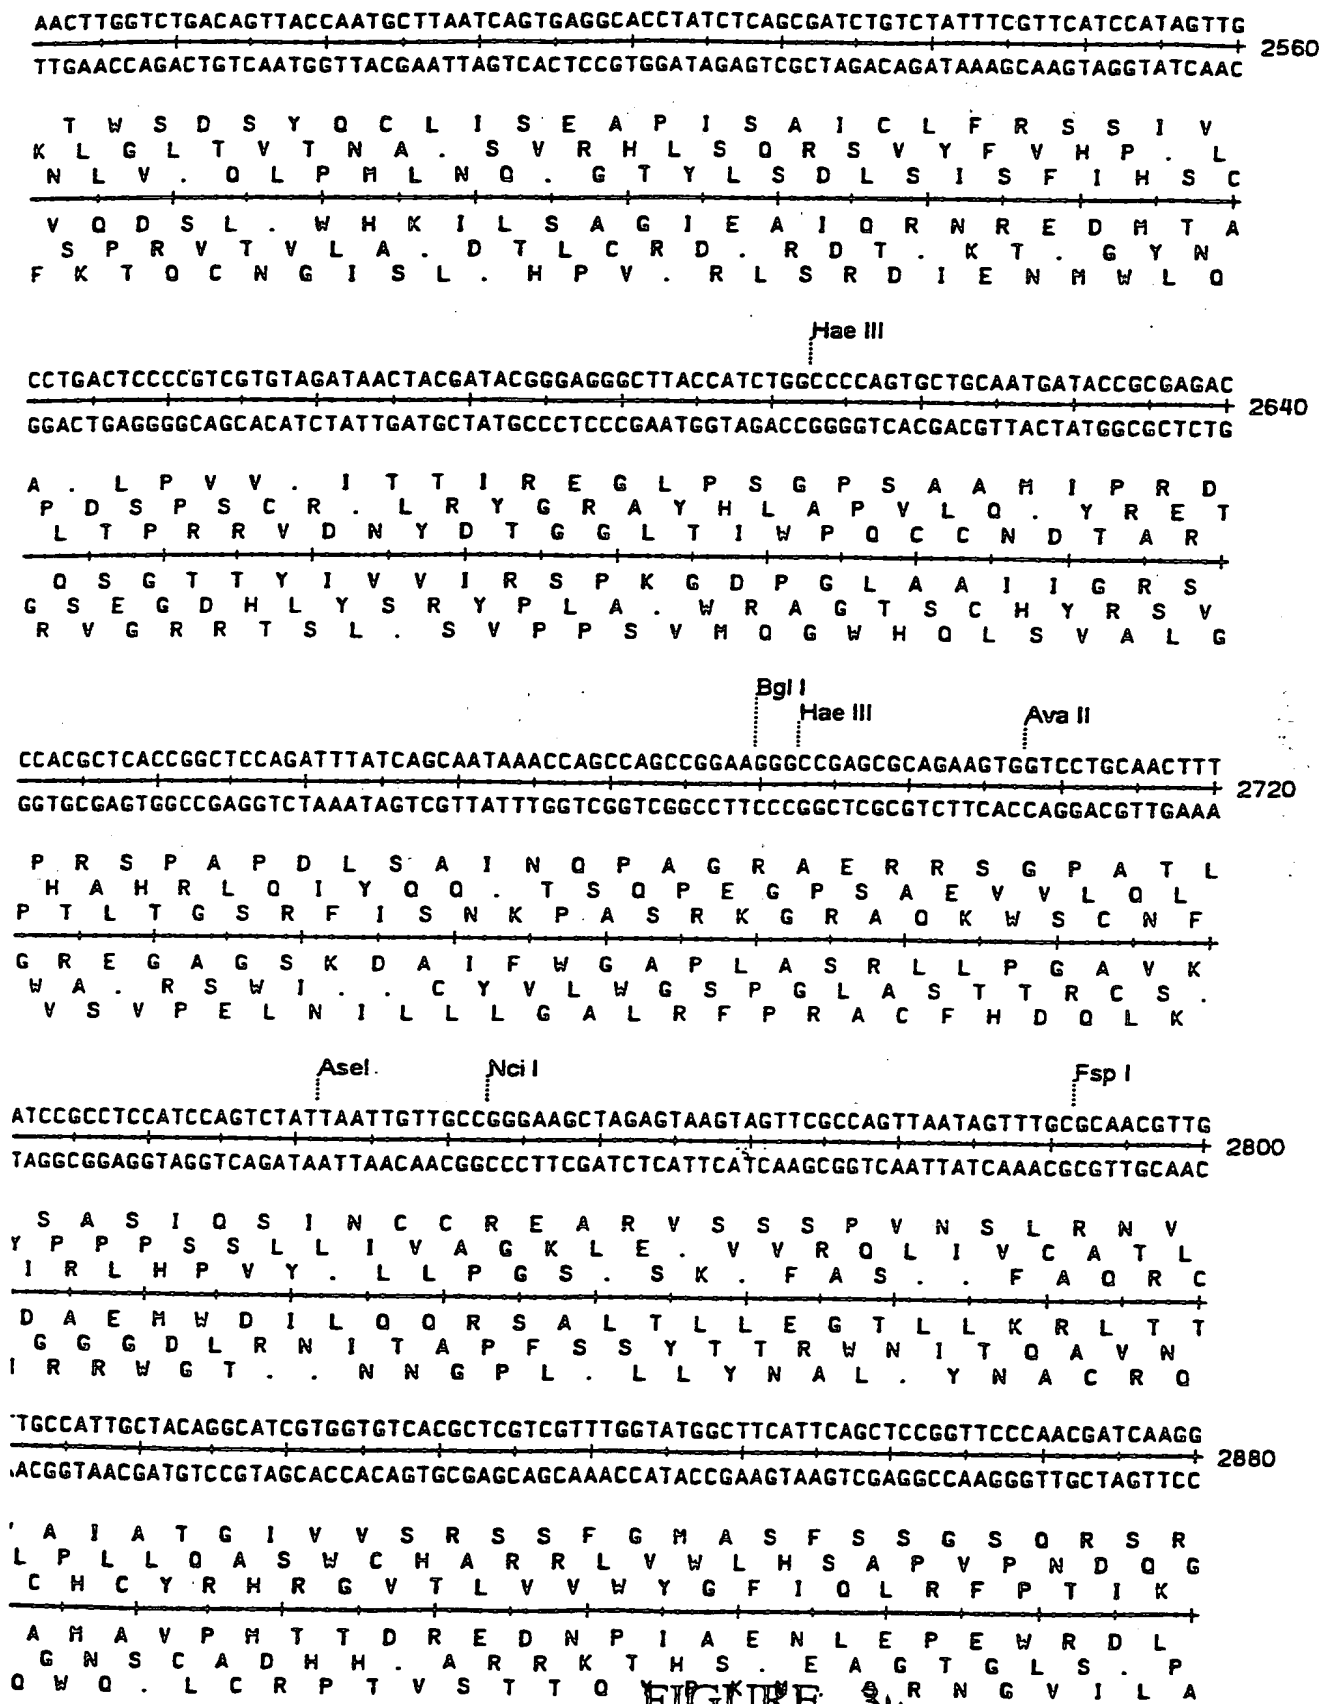 AACTTGGTCTGACAGTTACCAATGCTTAATCAGTGAGGCACCTATCTCAGCGATCTGTCTATTTCGTTCATCCATAGTTG
2560
TTGAACCAGACTGTCAATGGTTACGAATTAGTCACTCCGTGGATAGAGTCGCTAGACAGATAAAGCAAGTAGGTATCAAC
T W S D S Y Q C L I S E A P I S A I C L F R S S I V
K L G L T V T N A . S V R H L S Q R S V Y F V H P . L
N L V . Q L P M L N Q . G T Y L S D L S I S F I H S C
V Q D S L . W H K I L S A G I E A I Q R N R E D M T A
S P R V T V L A . D T L C R D . R D T . K T . G Y N
F K T Q C N G I S L . H P V . R L S R D I E N M W L Q
Hae III
CCTGACTCCCCGTCGTGTAGATAACTACGATACGGGAGGGCTTACCATCTGGCCCCAGTGCTGCAATGATACCGCGAGAC
2640
GGACTGAGGGGCAGCACATCTATTGATGCTATGCCCTCCCGAATGGTAGACCGGGGTCACGACGTTACTATGGCGCTCTG
A . L P V V . I T T I R E G L P S G P S A A M I P R D
P D S P S C R . L R Y G R A Y H L A P V L Q . Y R E T
L T P R R V D N Y D T G G L T I W P Q C C N D T A R
Q S G T T Y I V V I R S P K G D P G L A A I I G R S
G S E G D H L Y S R Y P L A . W R A G T S C H Y R S V
R V G R R T S L . S V P P S V M Q G W H Q L S V A L G
Bgl I
Hae III
Ava II
CCACGCTCACCGGCTCCAGATTTATCAGCAATAAACCAGCCAGCCGGAAGGGCCGAGCGCAGAAGTGGTCCTGCAACTTT
2720
GGTGCGAGTGGCCGAGGTCTAAATAGTCGTTATTTGGTCGGTCGGCCTTCCCGGCTCGCGTCTTCACCAGGACGTTGAAA
P R S P A P D L S A I N Q P A G R A E R R S G P A T L
H A H R L Q I Y Q Q . T S Q P E G P S A E V V L Q L
P T L T G S R F I S N K P A S R K G R A Q K W S C N F
G R E G A G S K D A I F W G A P L A S R L L P G A V K
W A . R S W I . . C Y V L W G S P G L A S T T R C S .
V S V P E L N I L L L G A L R F P R A C F H D Q L K
AseI
Nci I
Fsp I
ATCCGCCTCCATCCAGTCTATTAATTGTTGCCGGGAAGCTAGAGTAAGTAGTTCGCCAGTTAATAGTTTGCGCAACGTTG
2800
TAGGCGGAGGTAGGTCAGATAATTAACAACGGCCCTTCGATCTCATTCATCAAGCGGTCAATTATCAAACGCGTTGCAAC
S A S I Q S I N C C R E A R V S S S P V N S L R N V
Y P P P S S L L I V A G K L E . V V R Q L I V C A T L
I R L H P V Y . L L P G S . S K . F A S . . F A Q R C
D A E M W D I L Q Q R S A L T L L E G T L L K R L T T
G G G D L R N I T A P F S S Y T T R W N I T Q A V N
I R R W G T . . N N G P L . L L Y N A L . Y N A C R Q
TGCCATTGCTACAGGCATCGTGGTGTCACGCTCGTCGTTTGGTATGGCTTCATTCAGCTCCGGTTCCCAACGATCAAGG
2880
ACGGTAACGATGTCCGTAGCACCACAGTGCGAGCAGCAAACCATACCGAAGTAAGTCGAGGCCAAGGGTTGCTAGTTCC
A I A T G I V V S R S S F G M A S F S S G S Q R S R
L P L L Q A S W C H A R R L V W L H S A P V P N D Q G
C H C Y R H R G V T L V V W Y G F I Q L R F P T I K
A M A V P M T T D R E D N P I A E N L E P E W R D L
G N S C A D H H . A R R K T H S . E A G T G L S . P
Q W Q . L C R P T V S T T Q R N G V I L A
FIGURE